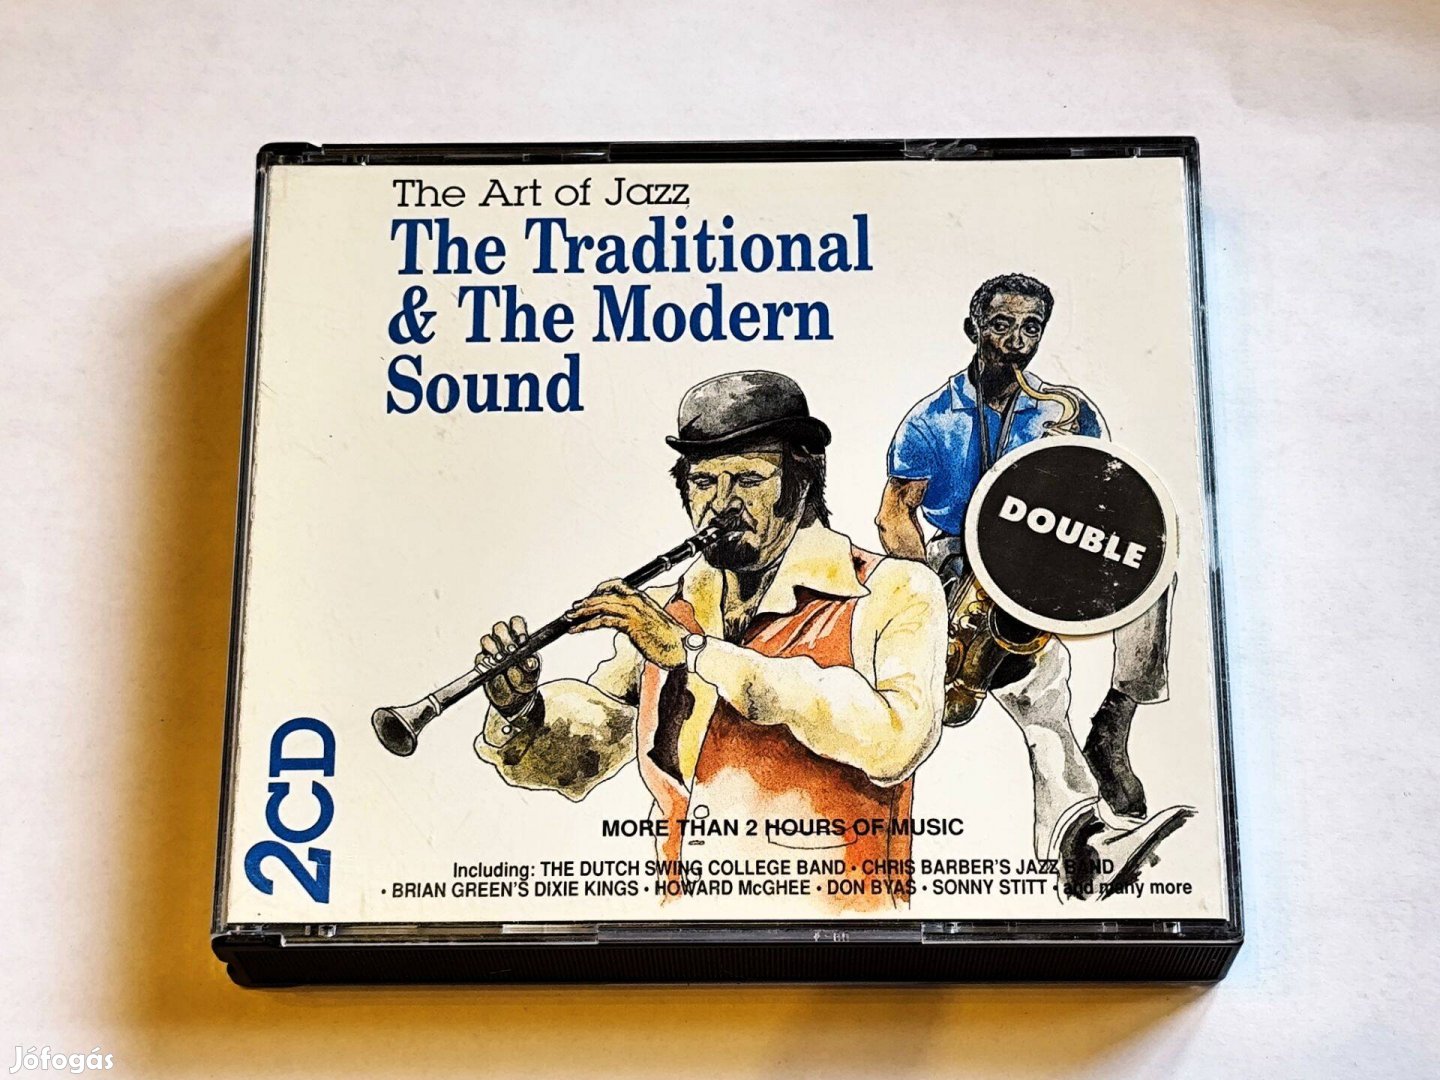 The Art of Jazz
The Traditional
& The Modern
Sound
DOUBLE
2CD
MORE THAN 2 HOURS OF MUSIC
Including: THE DUTCH SWING COLLEGE BAND • CHRIS BARBER'S JAZZ BAND
• BRIAN GREEN'S DIXIE KINGS • HOWARD McGHEE • DON BYAS • SONNY STITT • and many more
Jófogás